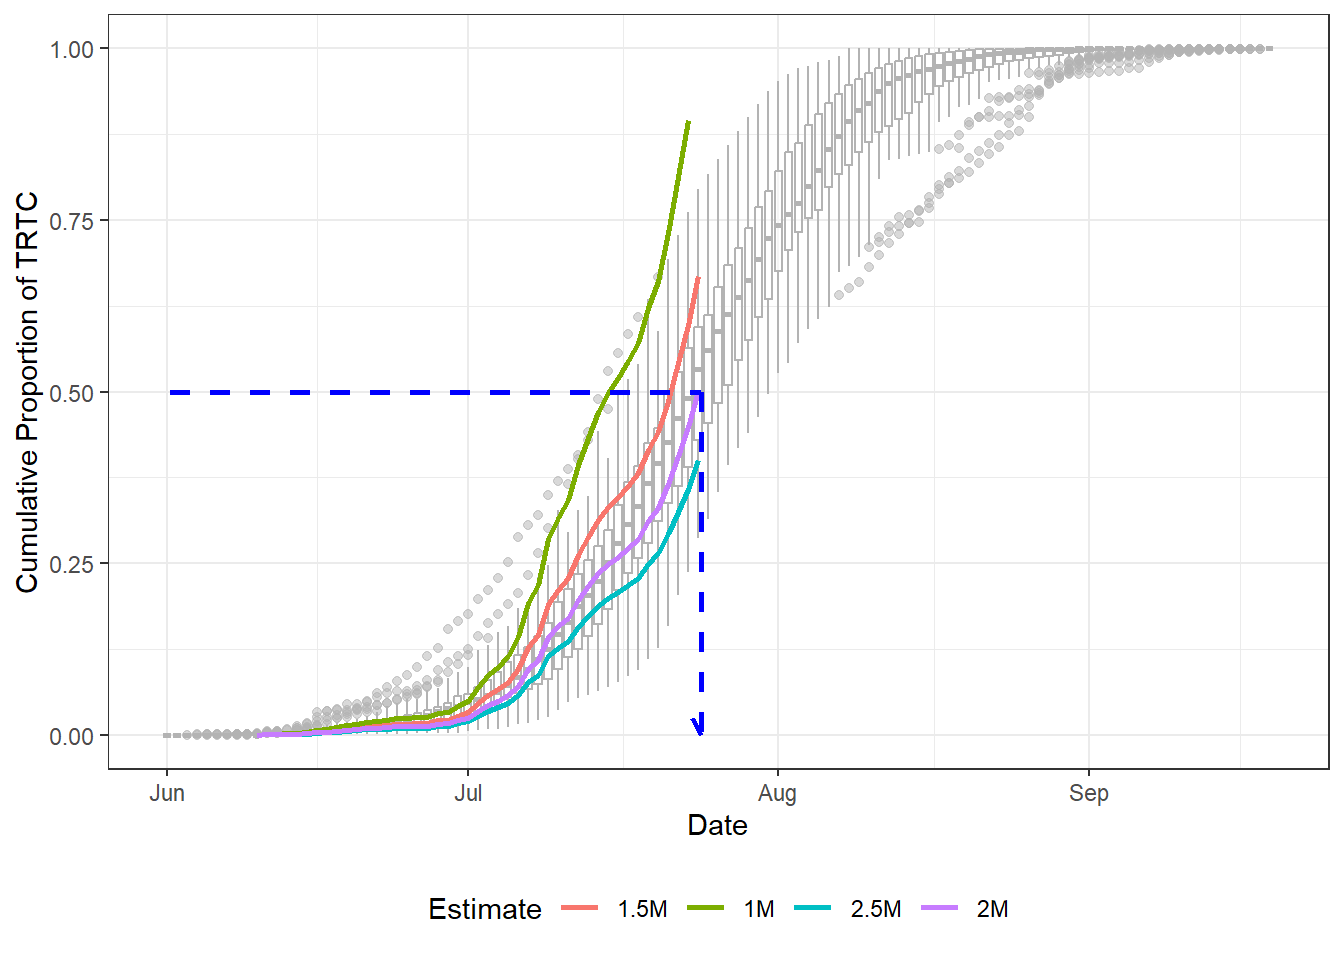 Cumulative Proportion of TRTC
1.00
0.75
0.50
0.25
0.00
Jun Jul Aug Sep
Date
Estimate 1.5M 1M 2.5M 2M